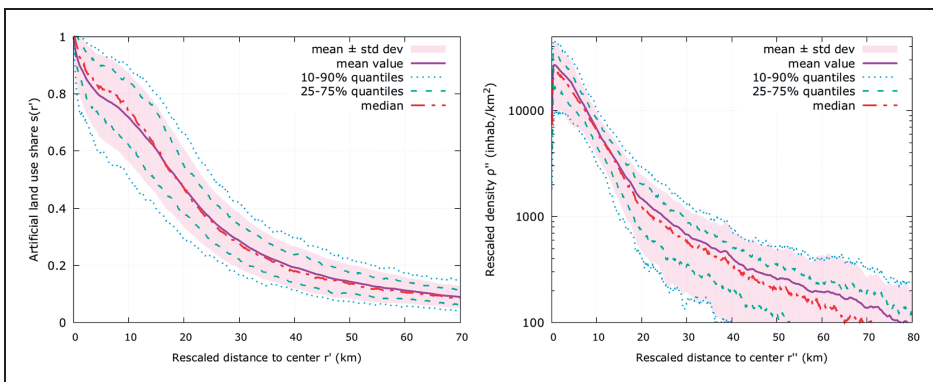 Artificial land use share s(r')
1
0.8
0.6
0.4
0.2
0
mean ± std dev
mean value
10-90% quantiles
25-75% quantiles
median
0 10 20 30 40 50 60 70
Rescaled distance to center r' (km)
Rescaled density ρ'' (inhab./km²)
10000
1000
100
mean ± std dev
mean value
10-90% quantiles
25-75% quantiles
median
0 10 20 30 40 50 60 70 80
Rescaled distance to center r'' (km)